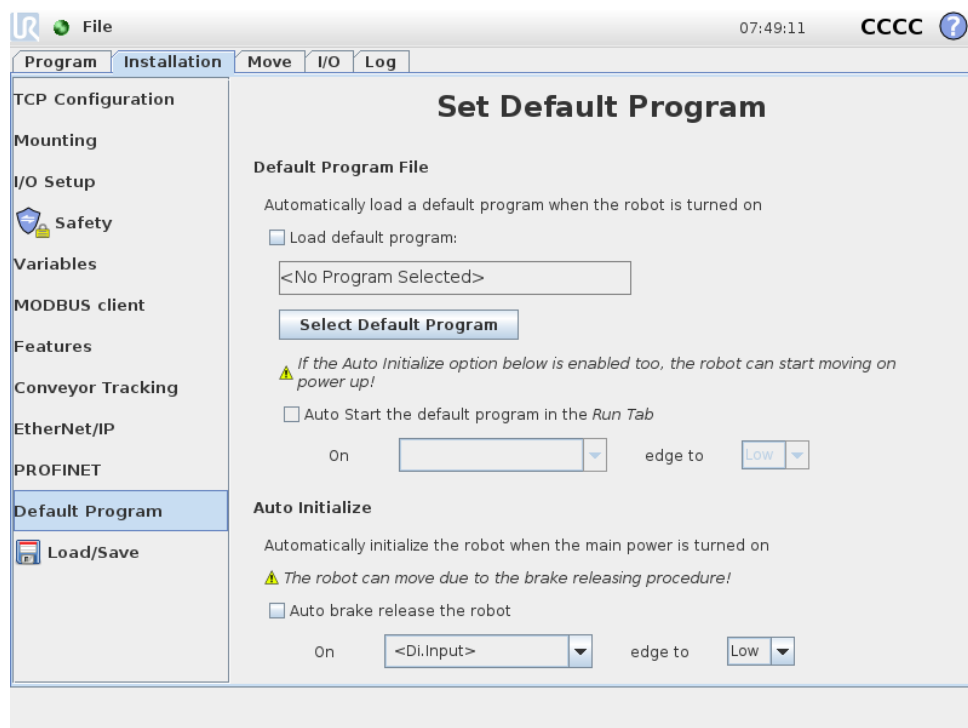 UR File 07:49:11 CCCC ?
Program Installation Move I/O Log
TCP Configuration
Mounting
I/O Setup
Safety
Variables
MODBUS client
Features
Conveyor Tracking
EtherNet/IP
PROFINET
Default Program
Load/Save
Set Default Program
Default Program File
Automatically load a default program when the robot is turned on
Load default program:
<No Program Selected>
Select Default Program
If the Auto Initialize option below is enabled too, the robot can start moving on
power up!
Auto Start the default program in the Run Tab
On edge to Low
Auto Initialize
Automatically initialize the robot when the main power is turned on
The robot can move due to the brake releasing procedure!
Auto brake release the robot
On <Di.Input> edge to Low